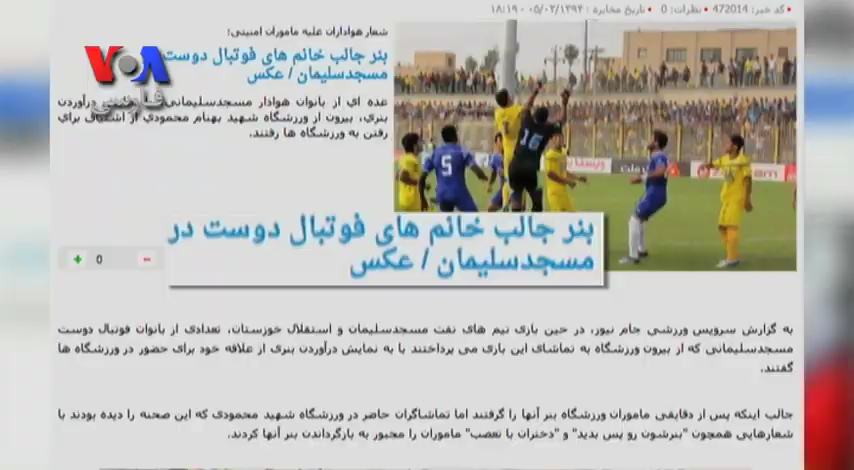 کد خبر: 472014 • نظرات: 0 • تاریخ مخابره : ۰۵/۰۲/۱۳۹۴ - ۱۸:۱۹
شعار هواداران علیه ماموران امنیتی؛
بنر جالب خانم های فوتبال دوست
مسجدسلیمان / عکس
عده ای از بانوان هوادار مسجدسلیمانی درآوردن
بنری، بیرون از ورزشگاه شهید بهنام محمودی از اشتیاق برای
رفتن به ورزشگاه ها رفتند.
VOA
فارسی
5
16
بنر جالب خانم های فوتبال دوست در
مسجدسلیمان / عکس
+ 0 -
به گزارش سرویس ورزشی جام نیوز، در حین بازی تیم های نفت مسجدسلیمان و استقلال خوزستان، تعدادی از بانوان فوتبال دوست
مسجدسلیمانی که از بیرون ورزشگاه به تماشای این بازی می پرداختند با به نمایش درآوردن بنری از علاقه خود برای حضور در ورزشگاه ها
گفتند.
جالب اینکه پس از دقایقی ماموران ورزشگاه بنر آنها را گرفتند اما تماشاگران حاضر در ورزشگاه شهید محمودی که این صحنه را دیده بودند با
شعارهایی همچون "بنرشون رو پس بدید" و "دختران با تعصب" ماموران را مجبور به بازگرداندن بنر آنها کردند.